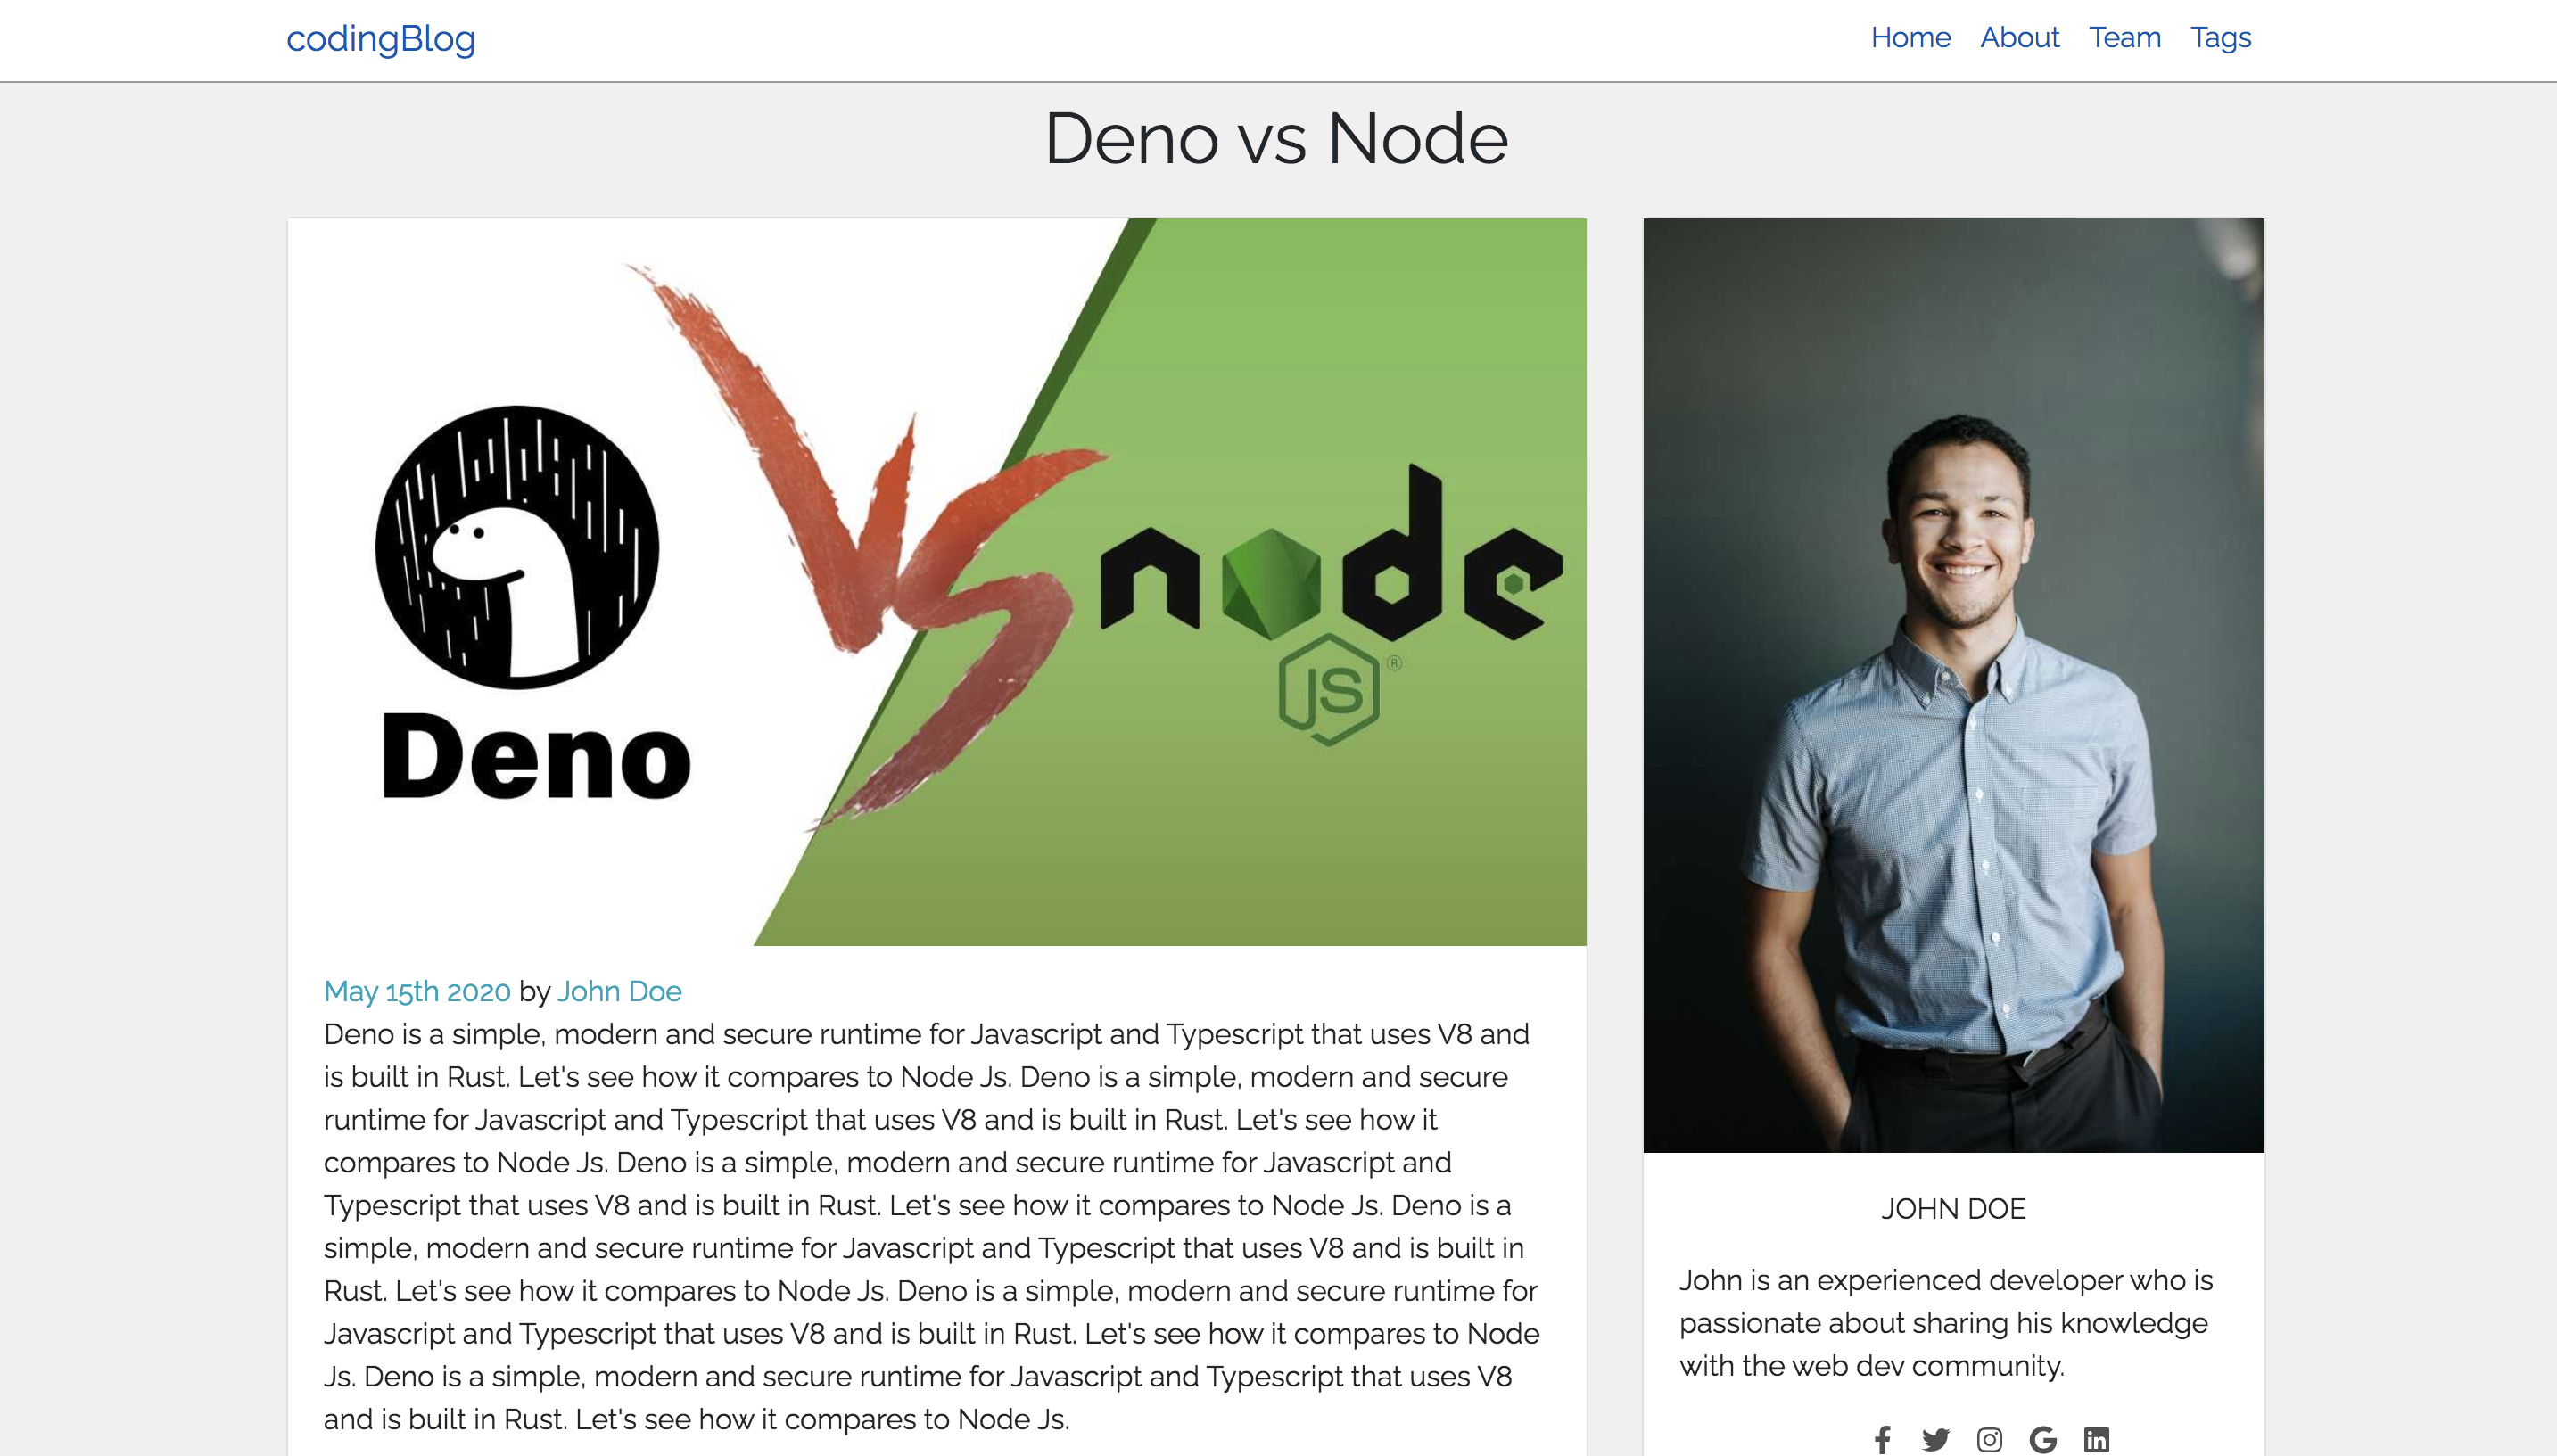 codingBlog
Home About Team Tags
Deno vs Node
Deno
VS
node
JS ®
May 15th 2020 by John Doe
Deno is a simple, modern and secure runtime for Javascript and Typescript that uses V8 and
is built in Rust. Let's see how it compares to Node Js. Deno is a simple, modern and secure
runtime for Javascript and Typescript that uses V8 and is built in Rust. Let's see how it
compares to Node Js. Deno is a simple, modern and secure runtime for Javascript and
Typescript that uses V8 and is built in Rust. Let's see how it compares to Node Js. Deno is a
simple, modern and secure runtime for Javascript and Typescript that uses V8 and is built in
Rust. Let's see how it compares to Node Js. Deno is a simple, modern and secure runtime for
Javascript and Typescript that uses V8 and is built in Rust. Let's see how it compares to Node
Js. Deno is a simple, modern and secure runtime for Javascript and Typescript that uses V8
and is built in Rust. Let's see how it compares to Node Js.
JOHN DOE
John is an experienced developer who is
passionate about sharing his knowledge
with the web dev community.